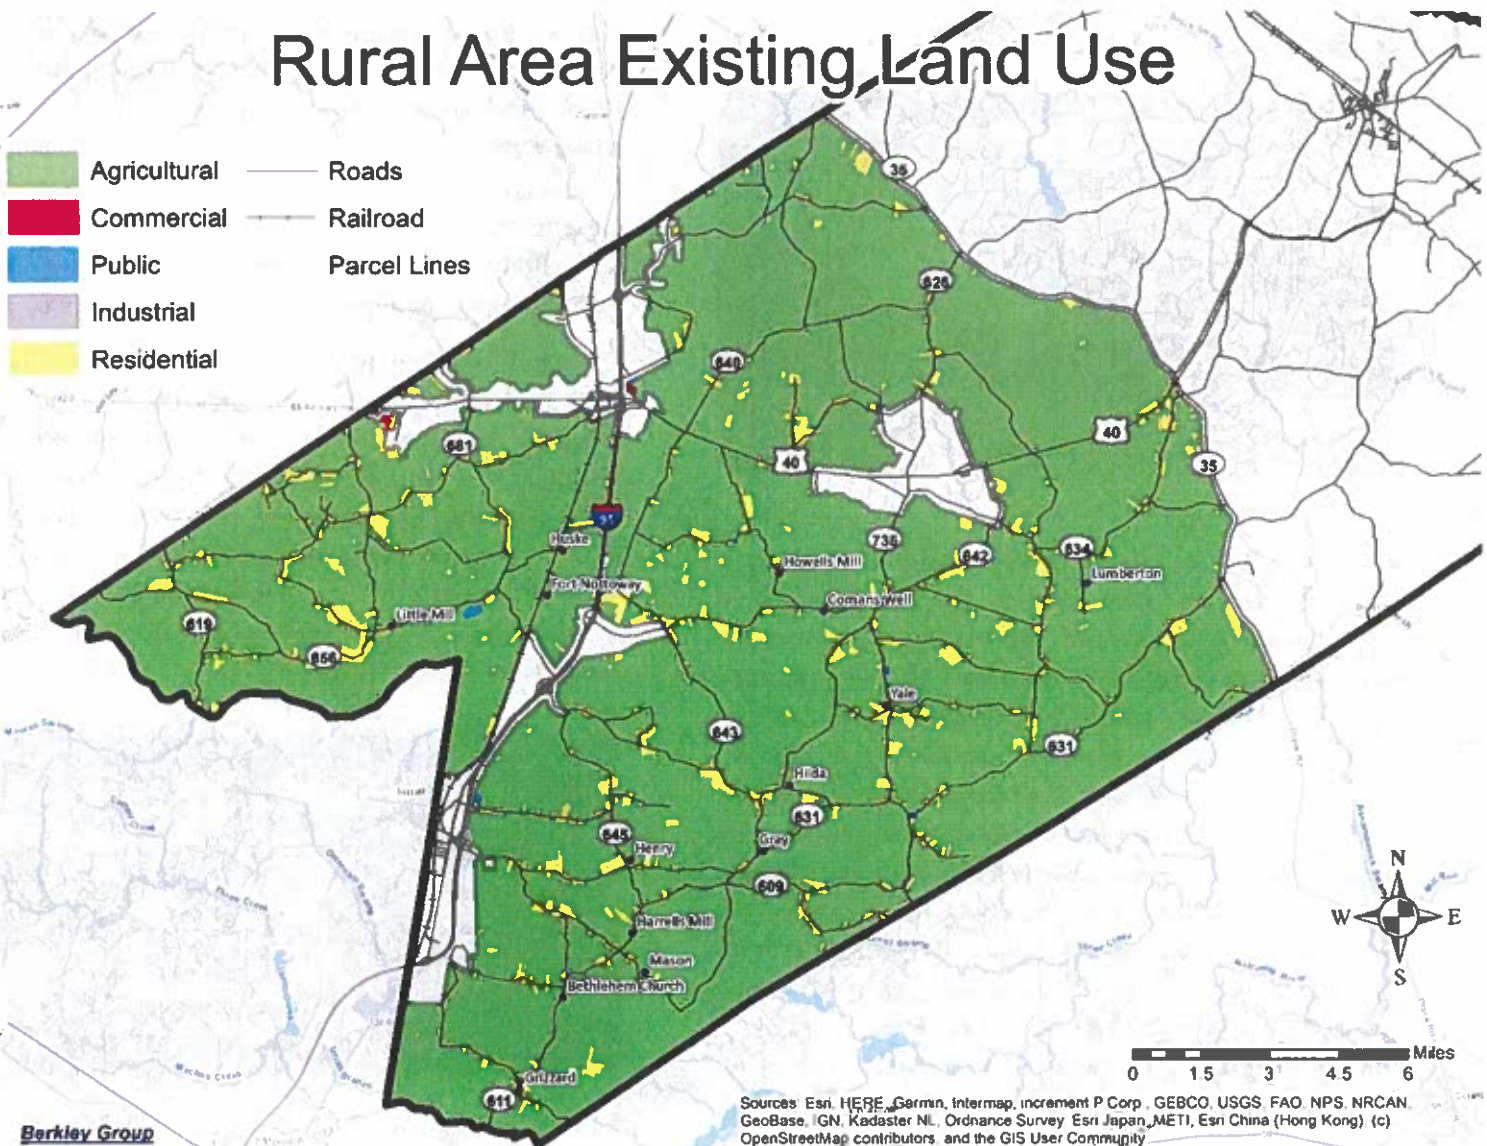 Rural Area Existing Land Use
Agricultural
Roads
Commercial
Railroad
Public
Parcel Lines
Industrial
Residential
35
626
640
40
40
681
35
Huske
735
642
634
Howells Mill
Lumberton
Fort Nottoway
Comans Well
Little Mill
619
656
Yale
643
631
Hilda
631
645
Gray
Henry
609
Harrells Mill
Mason
Bethlehem Church
Grizzard
611
N
W
E
S
Miles
0 1.5 3 4.5 6
Sources: Esri, HERE, Garmin, Intermap, increment P Corp., GEBCO, USGS, FAO, NPS, NRCAN,
GeoBase, IGN, Kadaster NL, Ordnance Survey, Esri Japan, METI, Esri China (Hong Kong), (c)
OpenStreetMap contributors, and the GIS User Community
Berkley Group